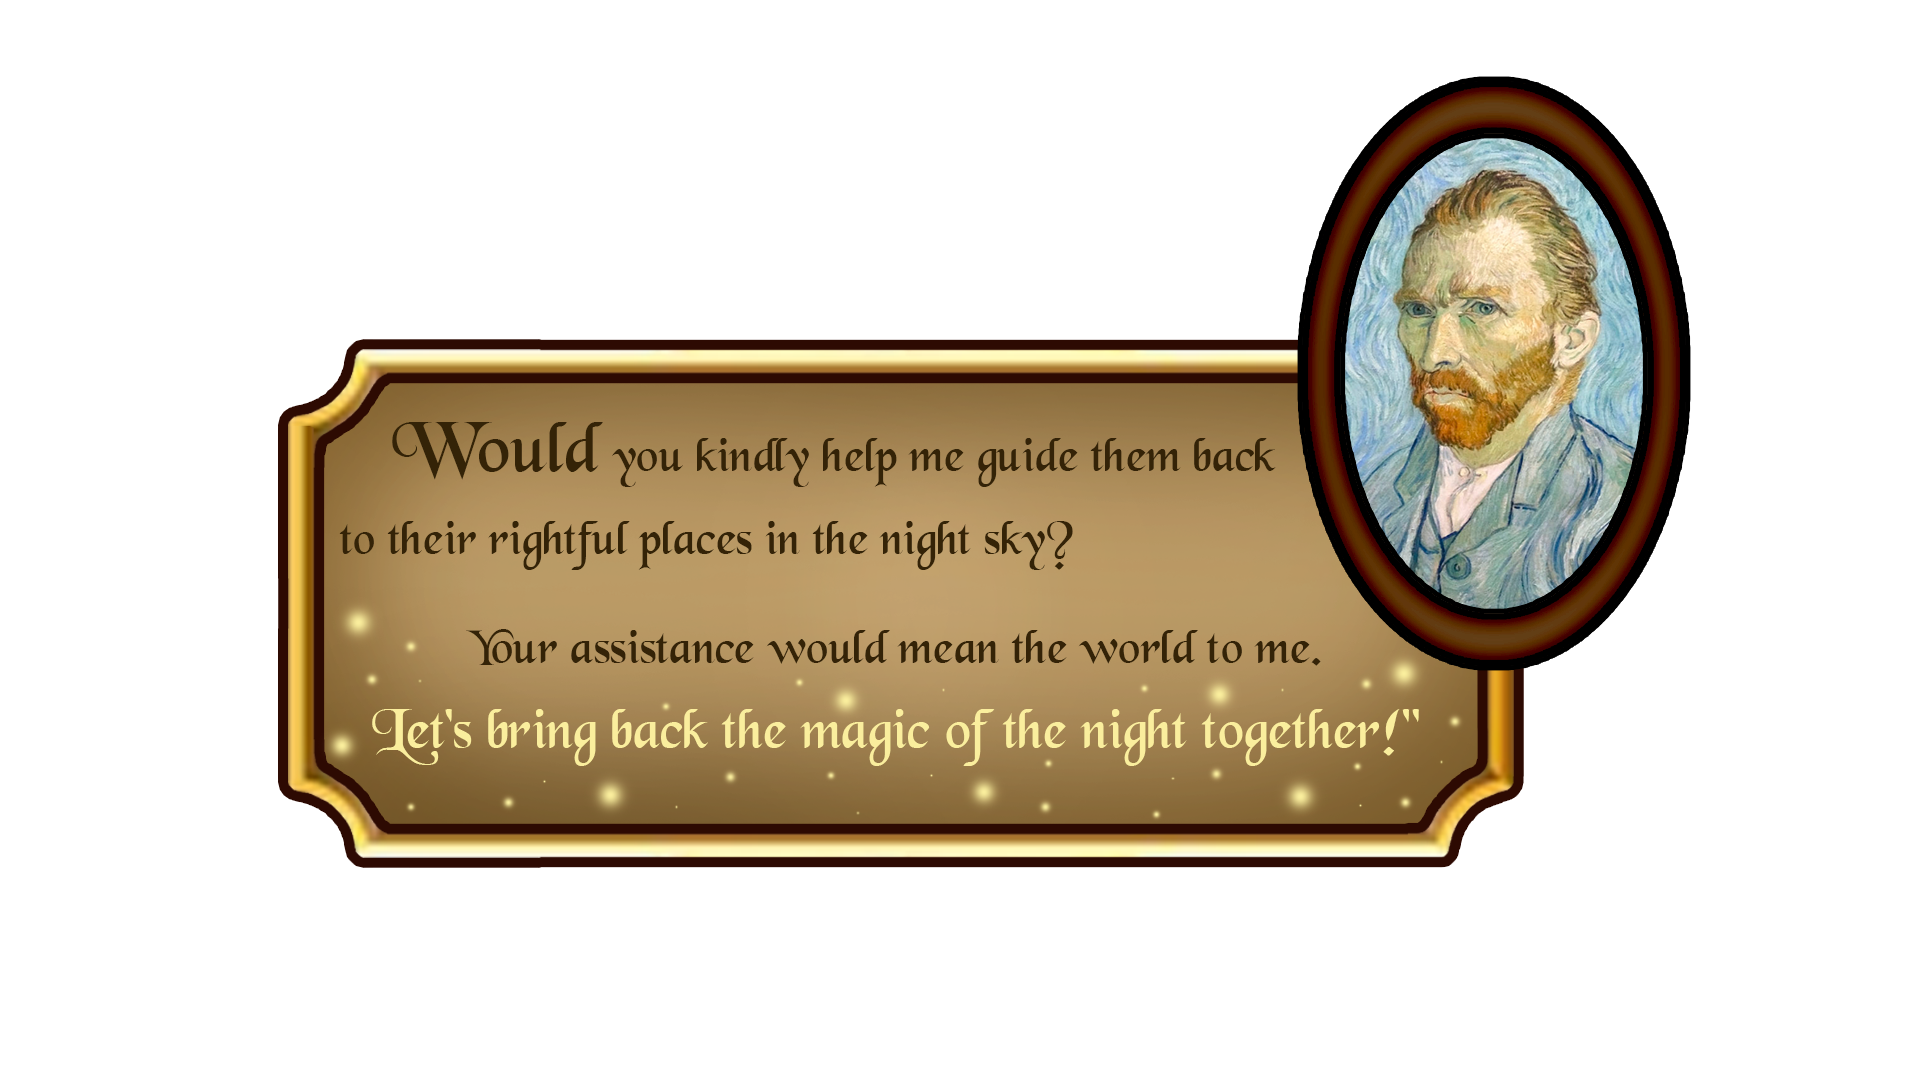 Would you kindly help me guide them back
to their rightful places in the night sky?
Your assistance would mean the world to me.
Let's bring back the magic of the night together!"